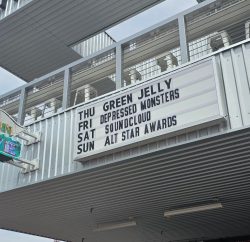 THU GREEN JELLY
FRI DEPRESSED MONSTERS
SAT SOUNDCLOUD
SUN ALT STAR AWARDS